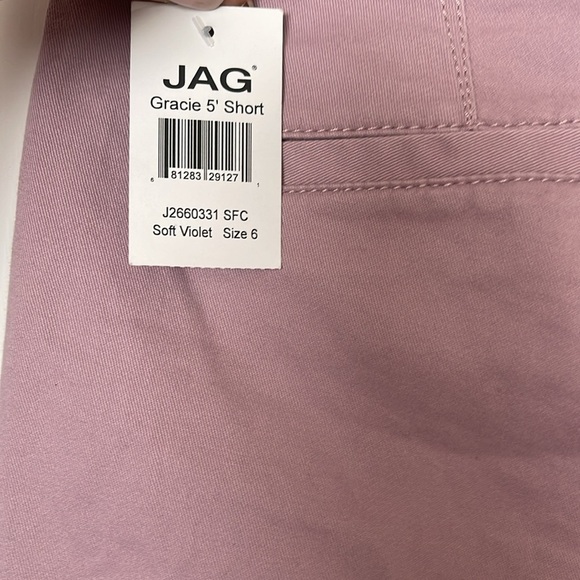 JAG®
Gracie 5' Short
6 81283 29127 1
J2660331 SFC
Soft Violet Size 6